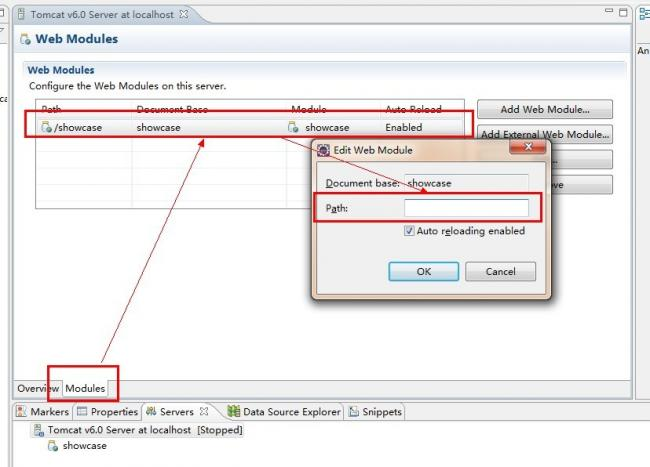 Tomcat v6.0 Server at localhost
Web Modules
Web Modules
Configure the Web Modules on this server.
Path Document Base Module Auto Reload
/showcase showcase showcase Enabled
Add Web Module...
Add External Web Module...
...
Edit Web Module
Document base: showcase
Path:
Auto reloading enabled
OK Cancel
Overview Modules
Markers Properties Servers Data Source Explorer Snippets
Tomcat v6.0 Server at localhost [Stopped]
showcase
An